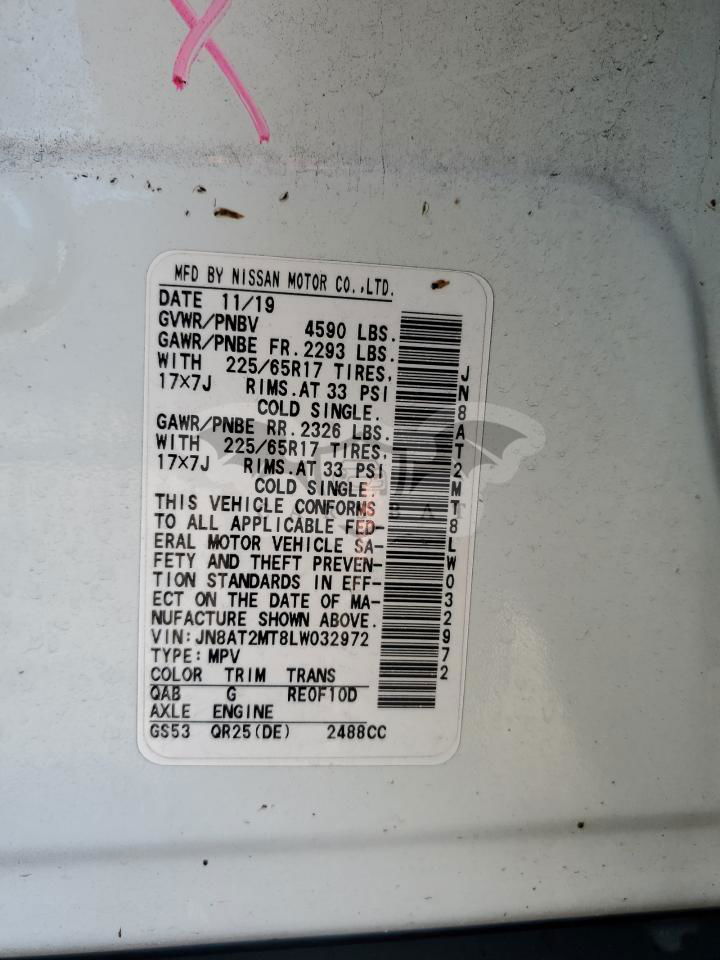 MFD BY NISSAN MOTOR CO.,LTD.
DATE 11/19
GVWR/PNBV 4590 LBS.
GAWR/PNBE FR. 2293 LBS.
WITH 225/65R17 TIRES,
17×7J RIMS.AT 33 PSI
COLD SINGLE.
GAWR/PNBE RR. 2326 LBS.
WITH 225/65R17 TIRES,
17×7J RIMS.AT 33 PSI
COLD SINGLE.
THIS VEHICLE CONFORMS
TO ALL APPLICABLE FED-
ERAL MOTOR VEHICLE SA-
FETY AND THEFT PREVEN-
TION STANDARDS IN EFF-
ECT ON THE DATE OF MA-
NUFACTURE SHOWN ABOVE.
VIN:JN8AT2MT8LW032972
TYPE:MPV
COLOR TRIM TRANS
QAB G RE0F10D
AXLE ENGINE
GS53 QR25(DE) 2488CC
JN8AT2MT8LW032972